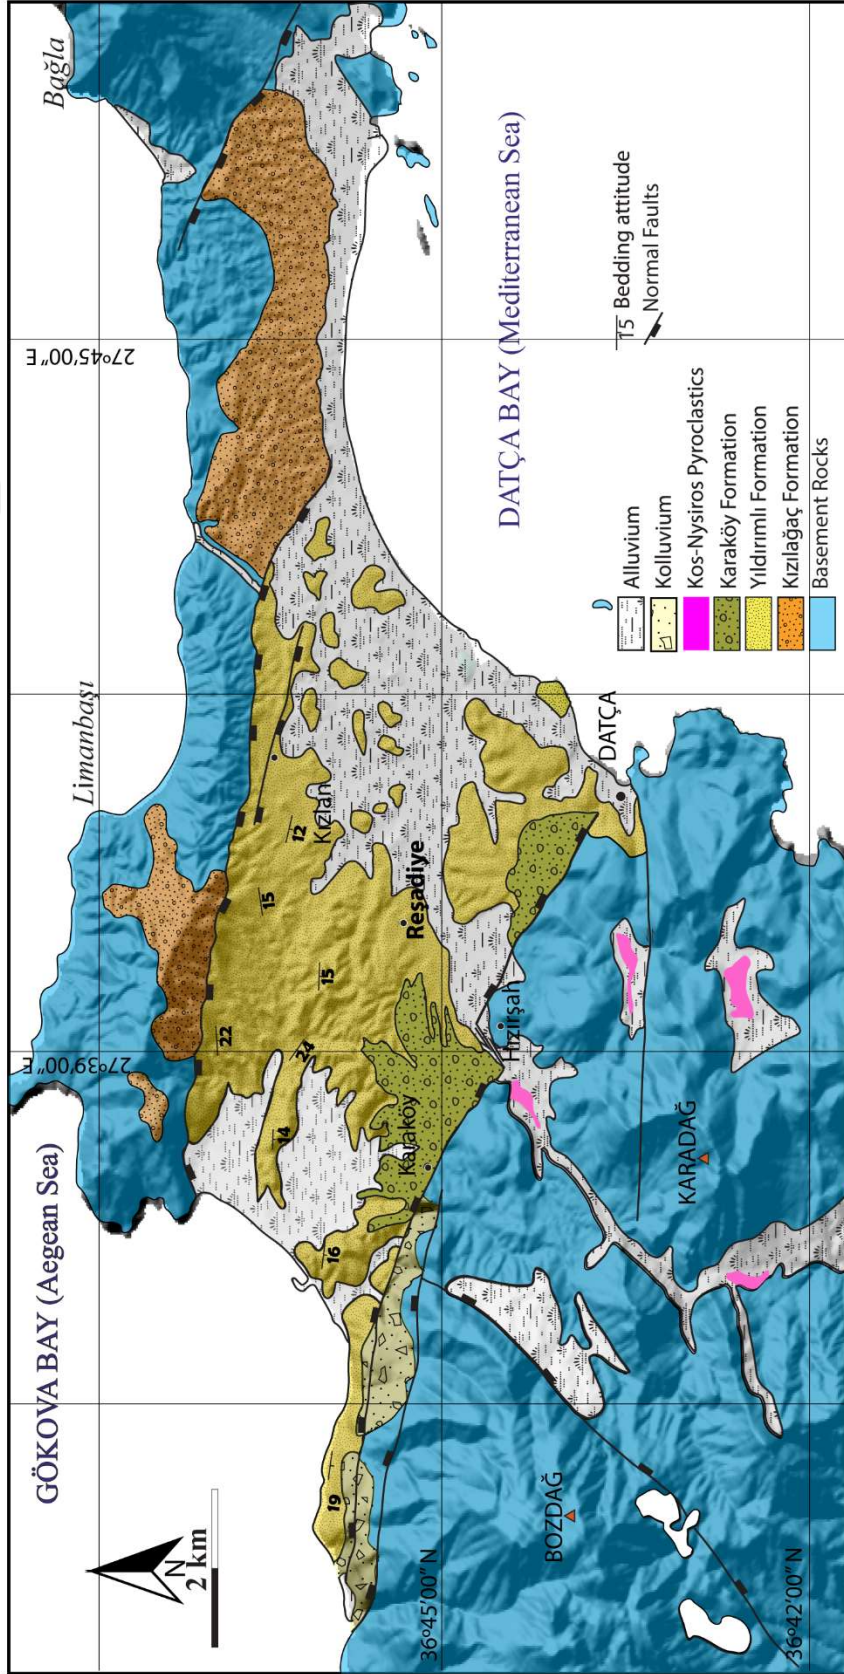 GÖKOVA BAY (Aegean Sea)
27°39'00" E
Limanbaşı
27°45'00" E
Bağla
N
2 km
22
15
14
24
12
Kızlan
15
16
19
Karaköy
Reşadiye
36°45'00" N
Hızırşah
DATÇA BAY (Mediterranean Sea)
BOZDAĞ
DATÇA
KARADAĞ
36°42'00" N
15 Bedding attitude
Normal Faults
Alluvium
Kolluvium
Kos-Nysiros Pyroclastics
Karaköy Formation
Yıldırımlı Formation
Kızılağaç Formation
Basement Rocks